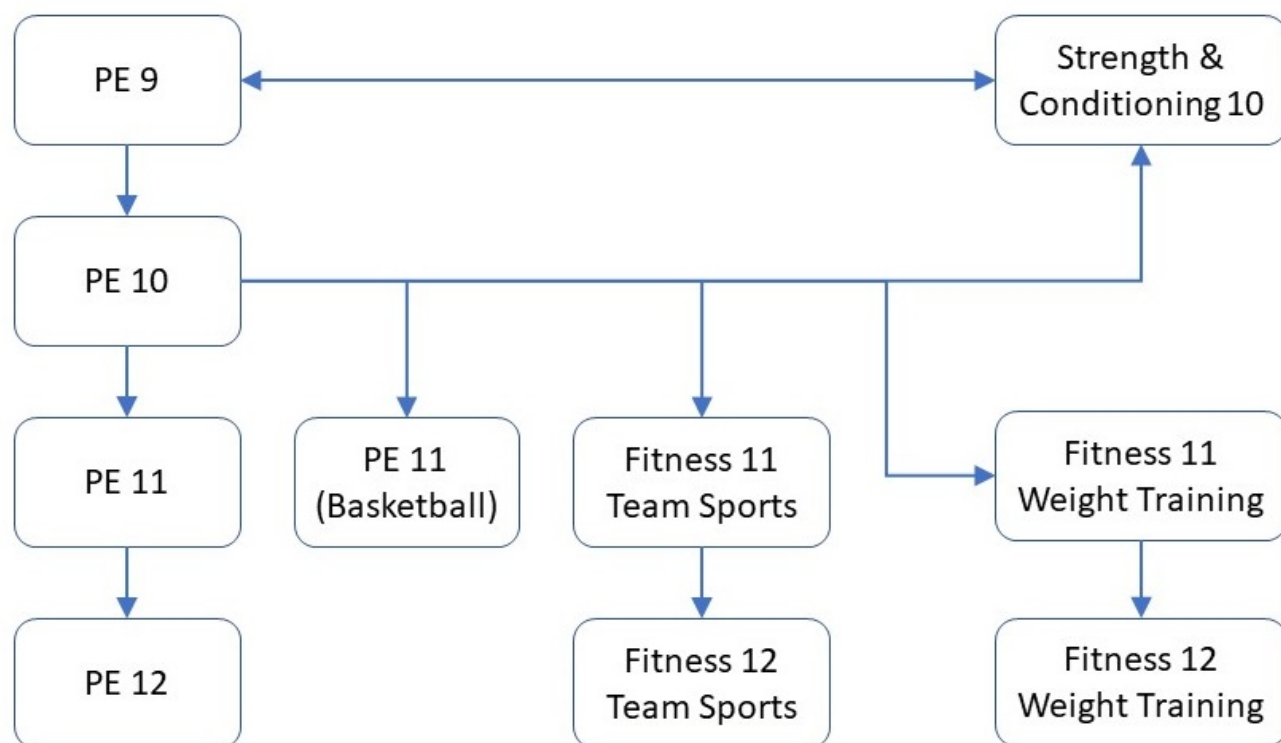 PE 9
Strength &
Conditioning 10
PE 10
PE 11
PE 11
(Basketball)
Fitness 11
Team Sports
Fitness 11
Weight Training
PE 12
Fitness 12
Team Sports
Fitness 12
Weight Training